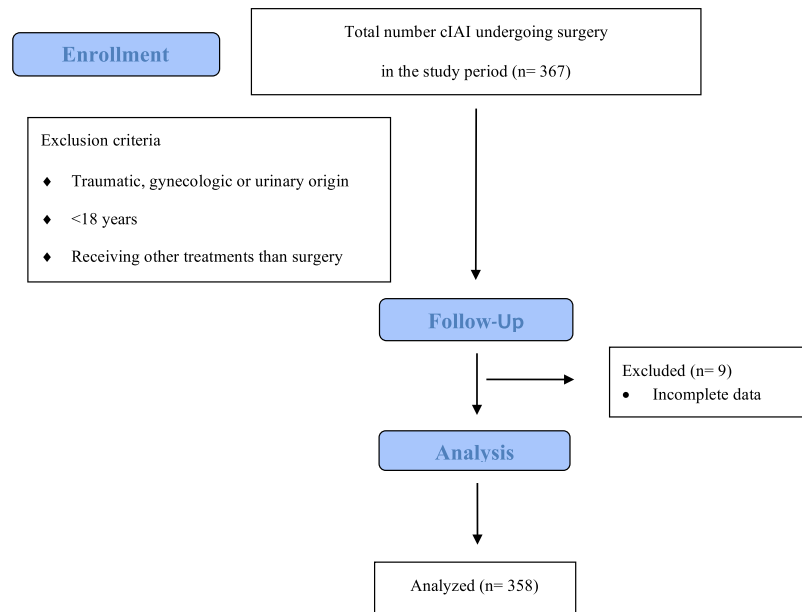 Enrollment
Total number cIAI undergoing surgery
in the study period (n= 367)
Exclusion criteria
♦ Traumatic, gynecologic or urinary origin
♦ <18 years
♦ Receiving other treatments than surgery
Follow-Up
Excluded (n= 9)
• Incomplete data
Analysis
Analyzed (n= 358)